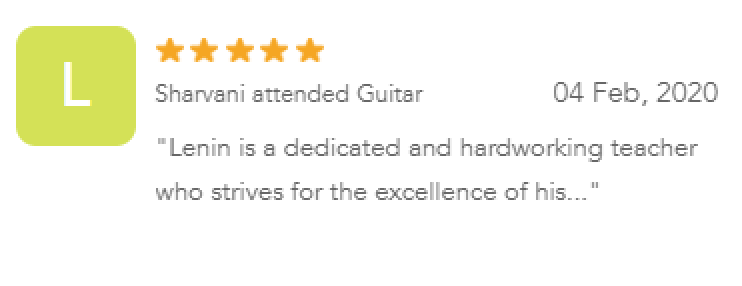 L
Sharvani attended Guitar 04 Feb, 2020
"Lenin is a dedicated and hardworking teacher
who strives for the excellence of his..."